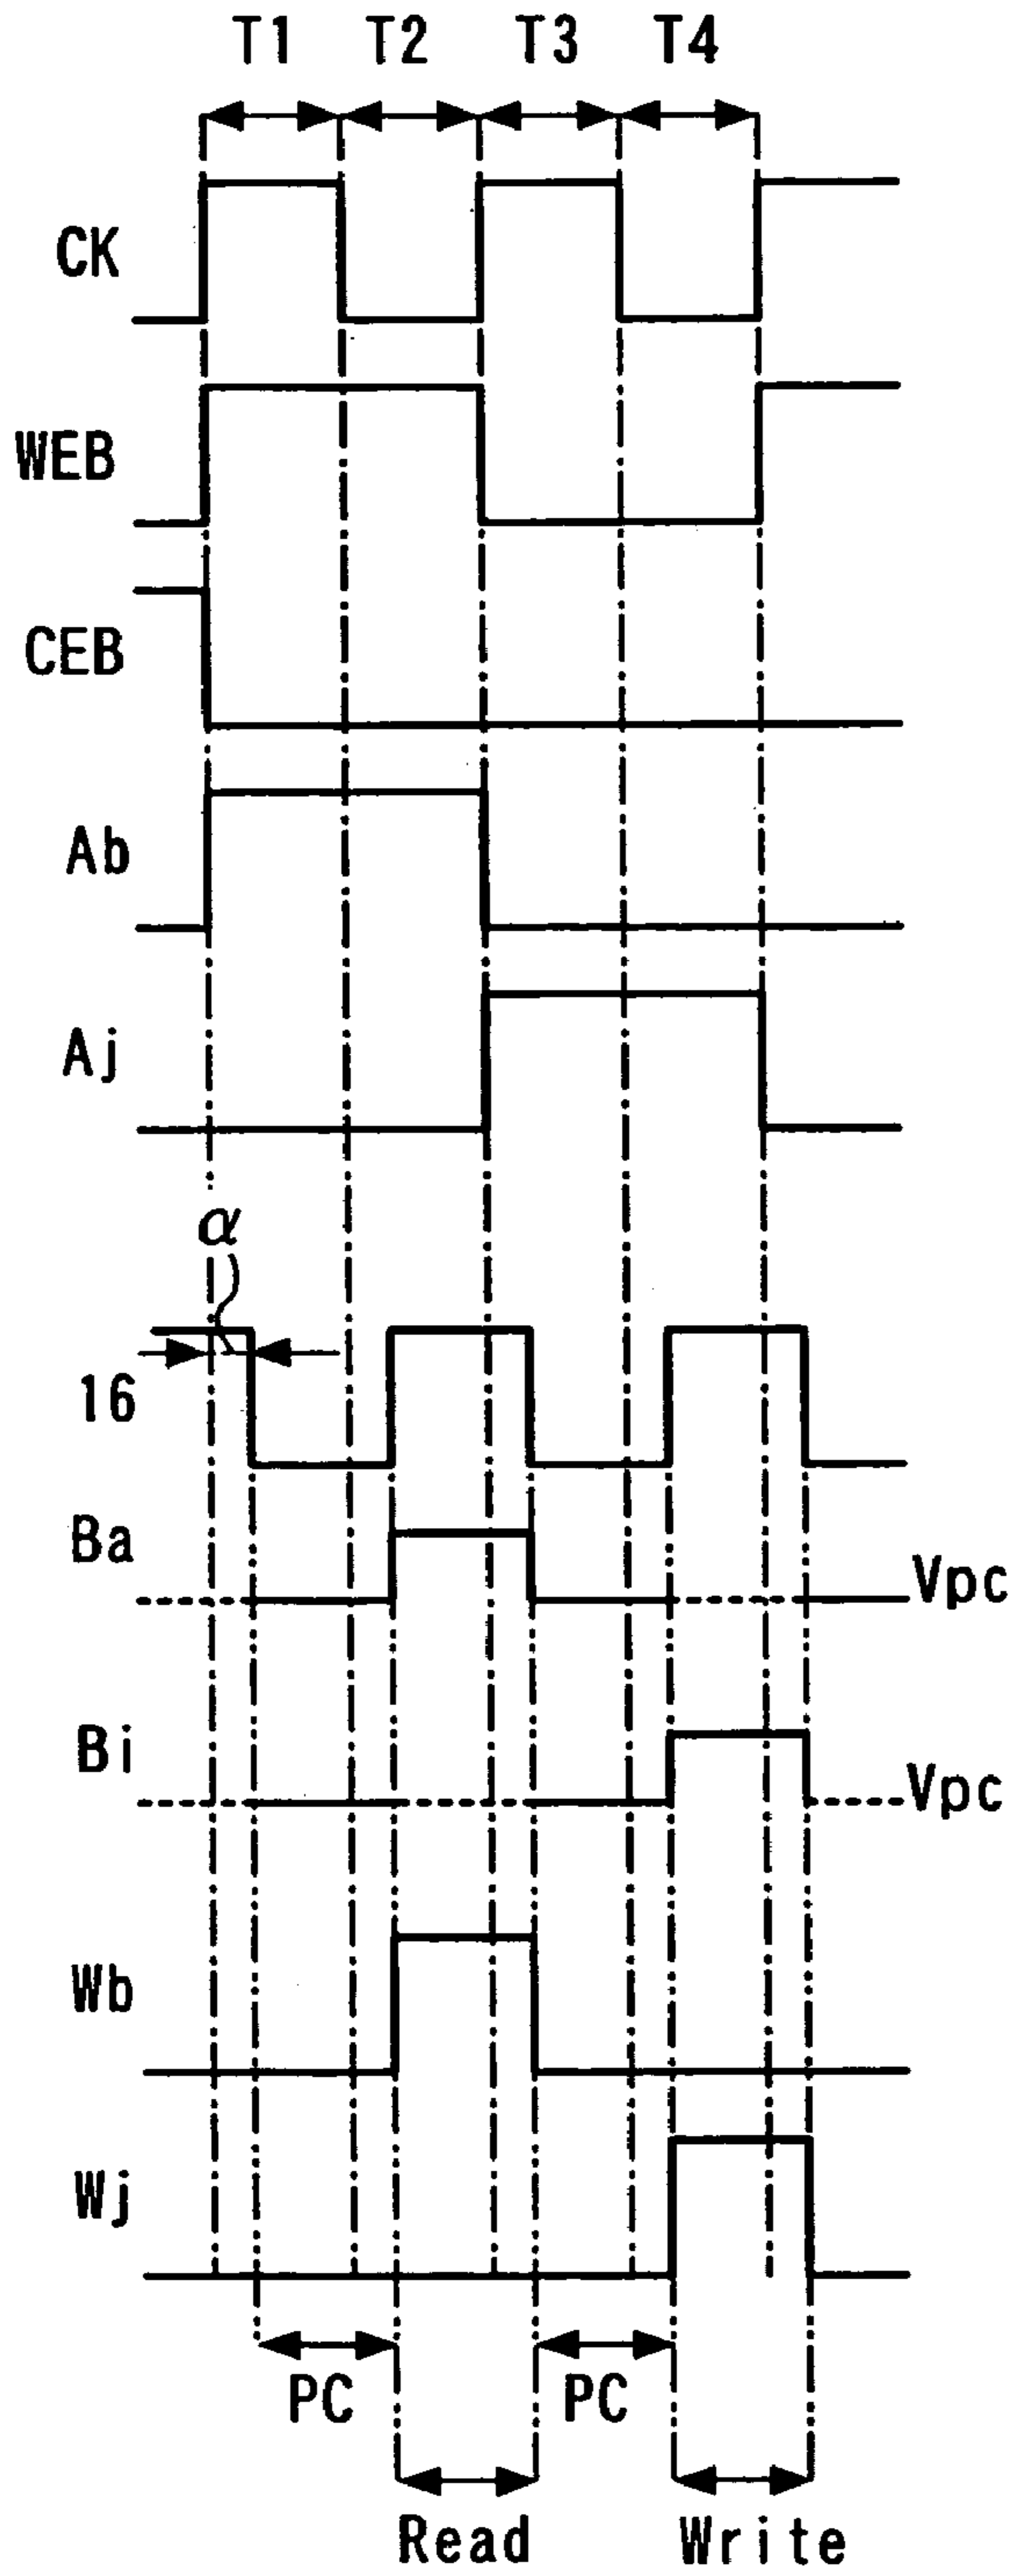 T1 T2 T3 T4
CK
WEB
CEB
Ab
Aj
α
16
Ba
Vpc
Bi
Vpc
Wb
Wj
PC PC
Read Write